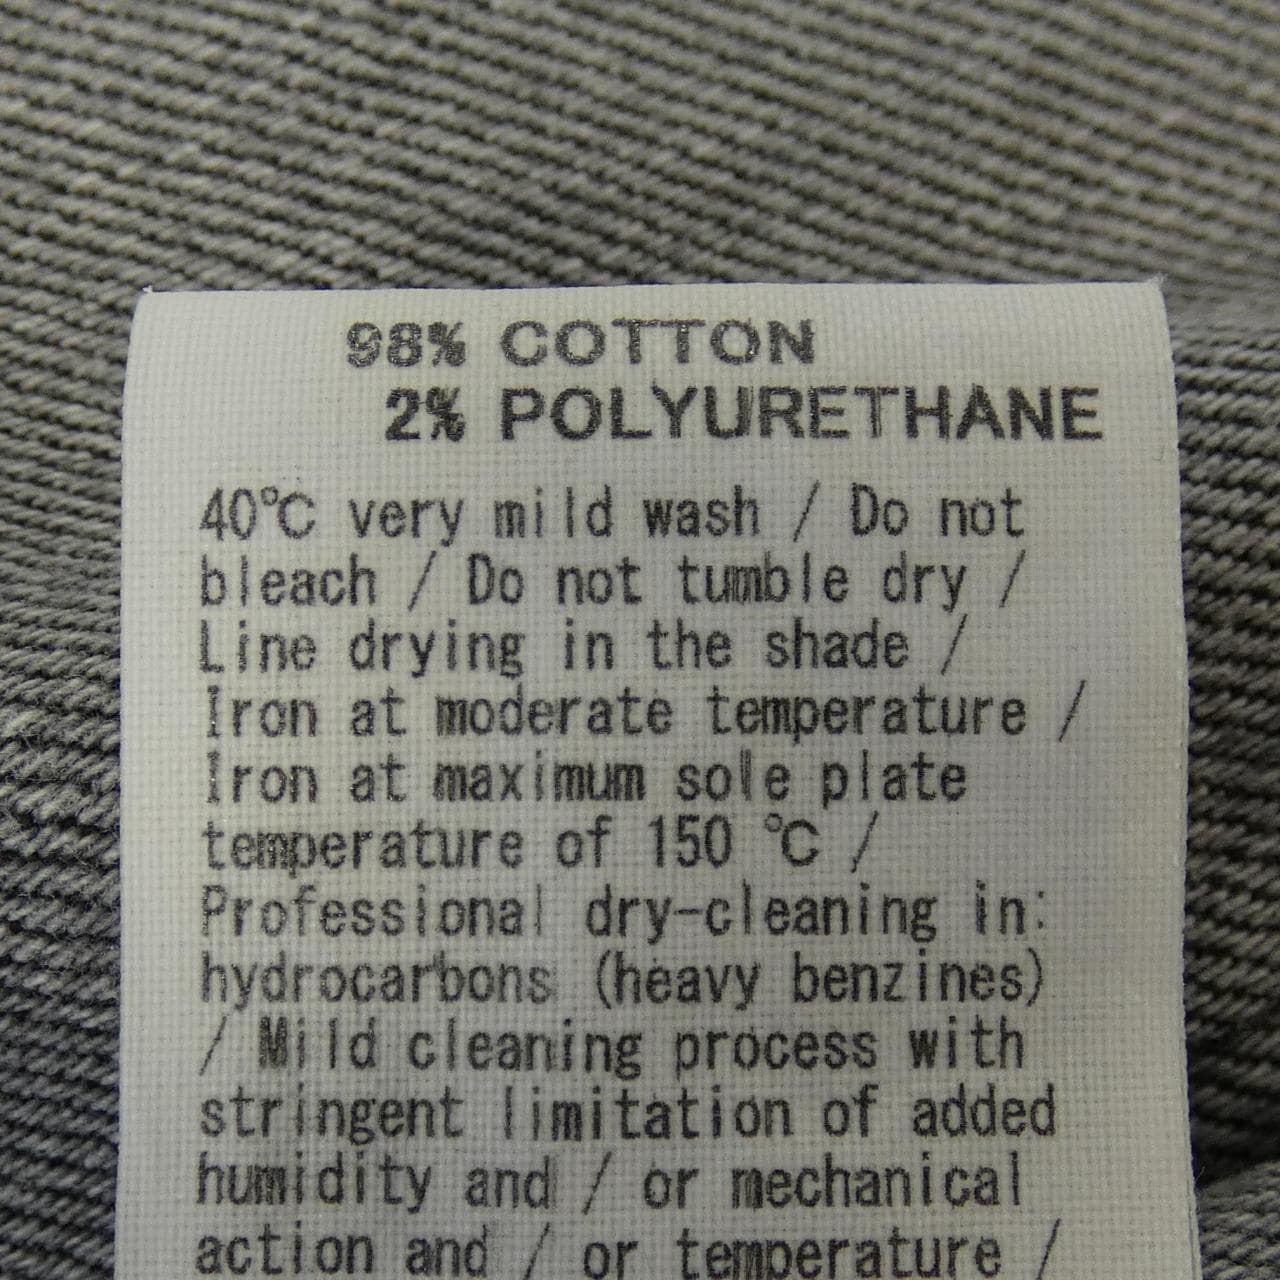 98% COTTON
2% POLYURETHANE
40℃ very mild wash / Do not
bleach / Do not tumble dry /
Line drying in the shade /
Iron at moderate temperature /
Iron at maximum sole plate
temperature of 150 ℃ /
Professional dry-cleaning in:
hydrocarbons (heavy benzines)
/ Mild cleaning process with
stringent limitation of added
humidity and / or mechanical
action and / or temperature /